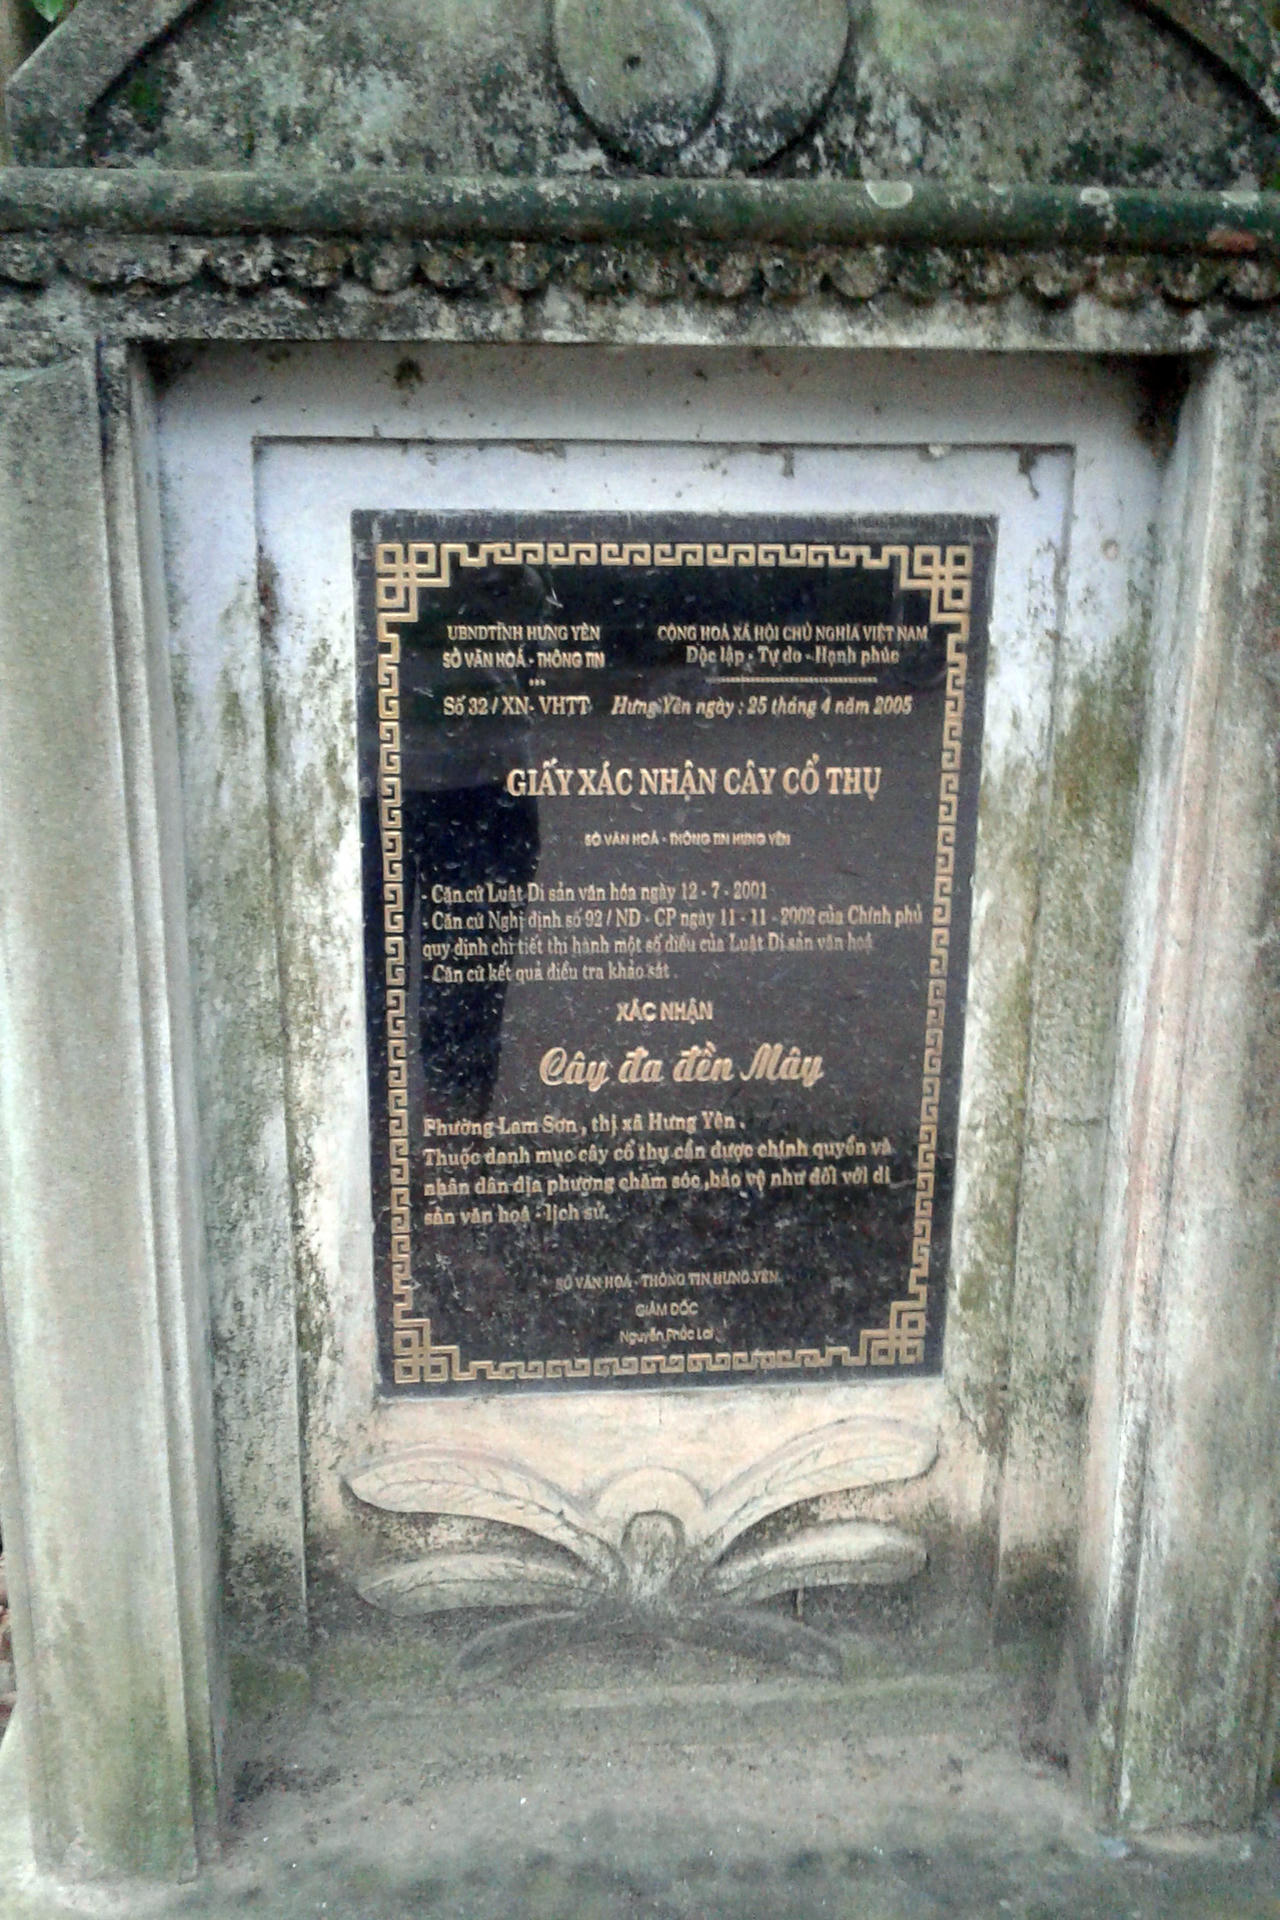 UBND TỈNH HƯNG YÊN
SỞ VĂN HOÁ - THÔNG TIN
CỘNG HOÀ XÃ HỘI CHỦ NGHĨA VIỆT NAM
Độc lập - Tự do - Hạnh phúc
Số 32 / XN - VHTT Hưng Yên ngày : 25 tháng 4 năm 2005
GIẤY XÁC NHẬN CÂY CỔ THỤ
SỞ VĂN HOÁ - THÔNG TIN HƯNG YÊN
- Căn cứ Luật Di sản văn hóa ngày 12 - 7 - 2001
- Căn cứ Nghị định số 92 / ND - CP ngày 11 - 11 - 2002 của Chính phủ
quy định chi tiết thi hành một số điều của Luật Di sản văn hoá
- Căn cứ kết quả điều tra khảo sát .
XÁC NHẬN
Cây đa đền Mây
Phường Lam Sơn , thị xã Hưng Yên .
Thuộc danh mục cây cổ thụ cần được chính quyền và
nhân dân địa phương chăm sóc ,bảo vệ như đối với di
sản văn hoá - lịch sử.
SỞ VĂN HOÁ - THÔNG TIN HƯNG YÊN
GIÁM ĐỐC
Nguyễn Phúc Lai